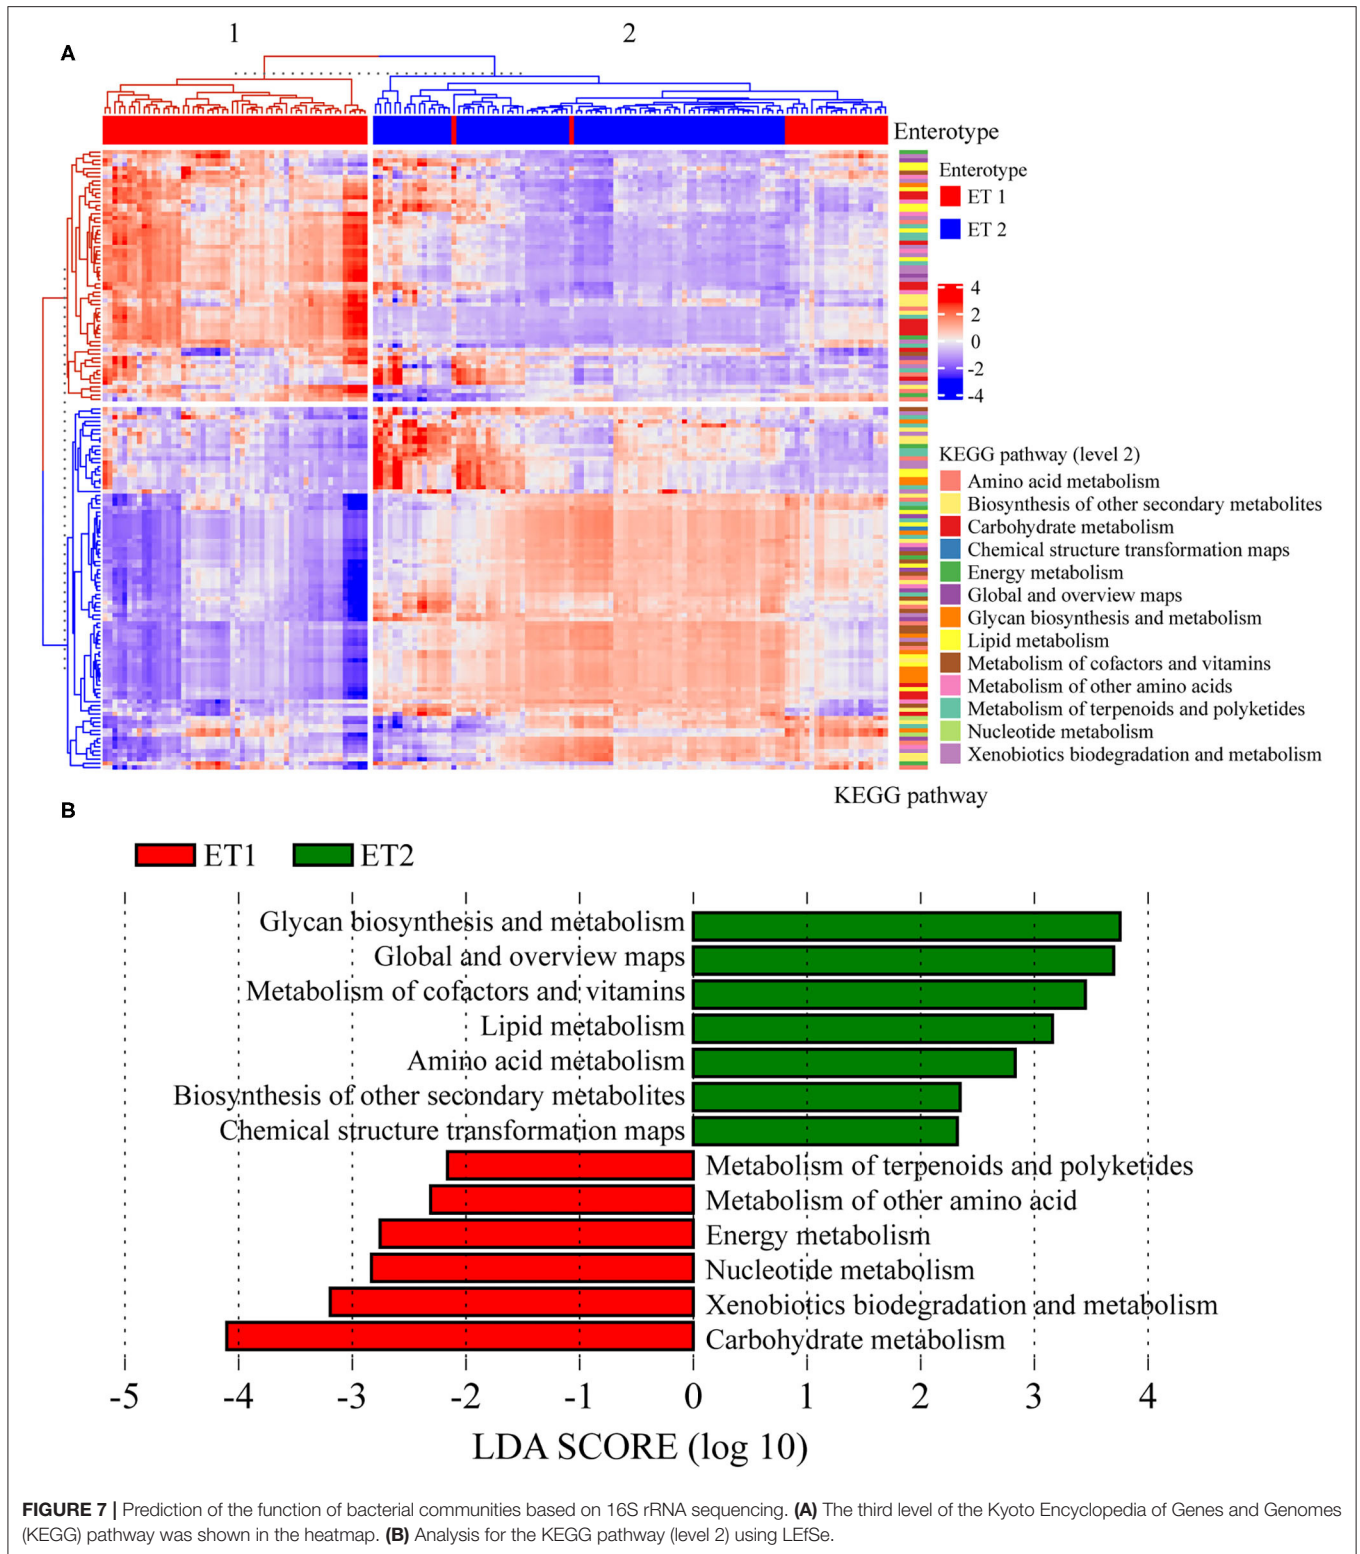 A
1
2
Enterotype
Enterotype
ET 1
ET 2
4
2
0
-2
-4
KEGG pathway (level 2)
Amino acid metabolism
Biosynthesis of other secondary metabolites
Carbohydrate metabolism
Chemical structure transformation maps
Energy metabolism
Global and overview maps
Glycan biosynthesis and metabolism
Lipid metabolism
Metabolism of cofactors and vitamins
Metabolism of other amino acids
Metabolism of terpenoids and polyketides
Nucleotide metabolism
Xenobiotics biodegradation and metabolism
KEGG pathway
B
ET1
ET2
Glycan biosynthesis and metabolism
Global and overview maps
Metabolism of cofactors and vitamins
Lipid metabolism
Amino acid metabolism
Biosynthesis of other secondary metabolites
Chemical structure transformation maps
Metabolism of terpenoids and polyketides
Metabolism of other amino acid
Energy metabolism
Nucleotide metabolism
Xenobiotics biodegradation and metabolism
Carbohydrate metabolism
-5 -4 -3 -2 -1 0 1 2 3 4
LDA SCORE (log 10)
FIGURE 7 | Prediction of the function of bacterial communities based on 16S rRNA sequencing. (A) The third level of the Kyoto Encyclopedia of Genes and Genomes
(KEGG) pathway was shown in the heatmap. (B) Analysis for the KEGG pathway (level 2) using LEfSe.